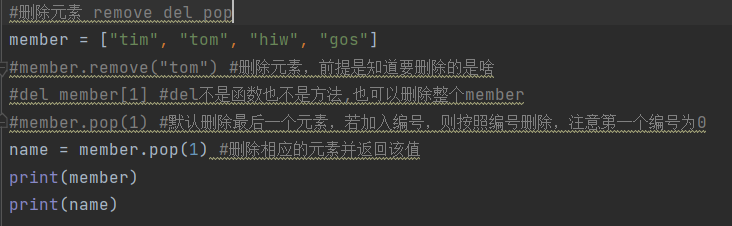 #删除元素 remove del pop
member = ["tim", "tom", "hiw", "gos"]
#member.remove("tom") #删除元素，前提是知道要删除的是啥
#del member[1] #del不是函数也不是方法,也可以删除整个member
#member.pop(1) #默认删除最后一个元素，若加入编号，则按照编号删除，注意第一个编号为0
name = member.pop(1) #删除相应的元素并返回该值
print(member)
print(name)